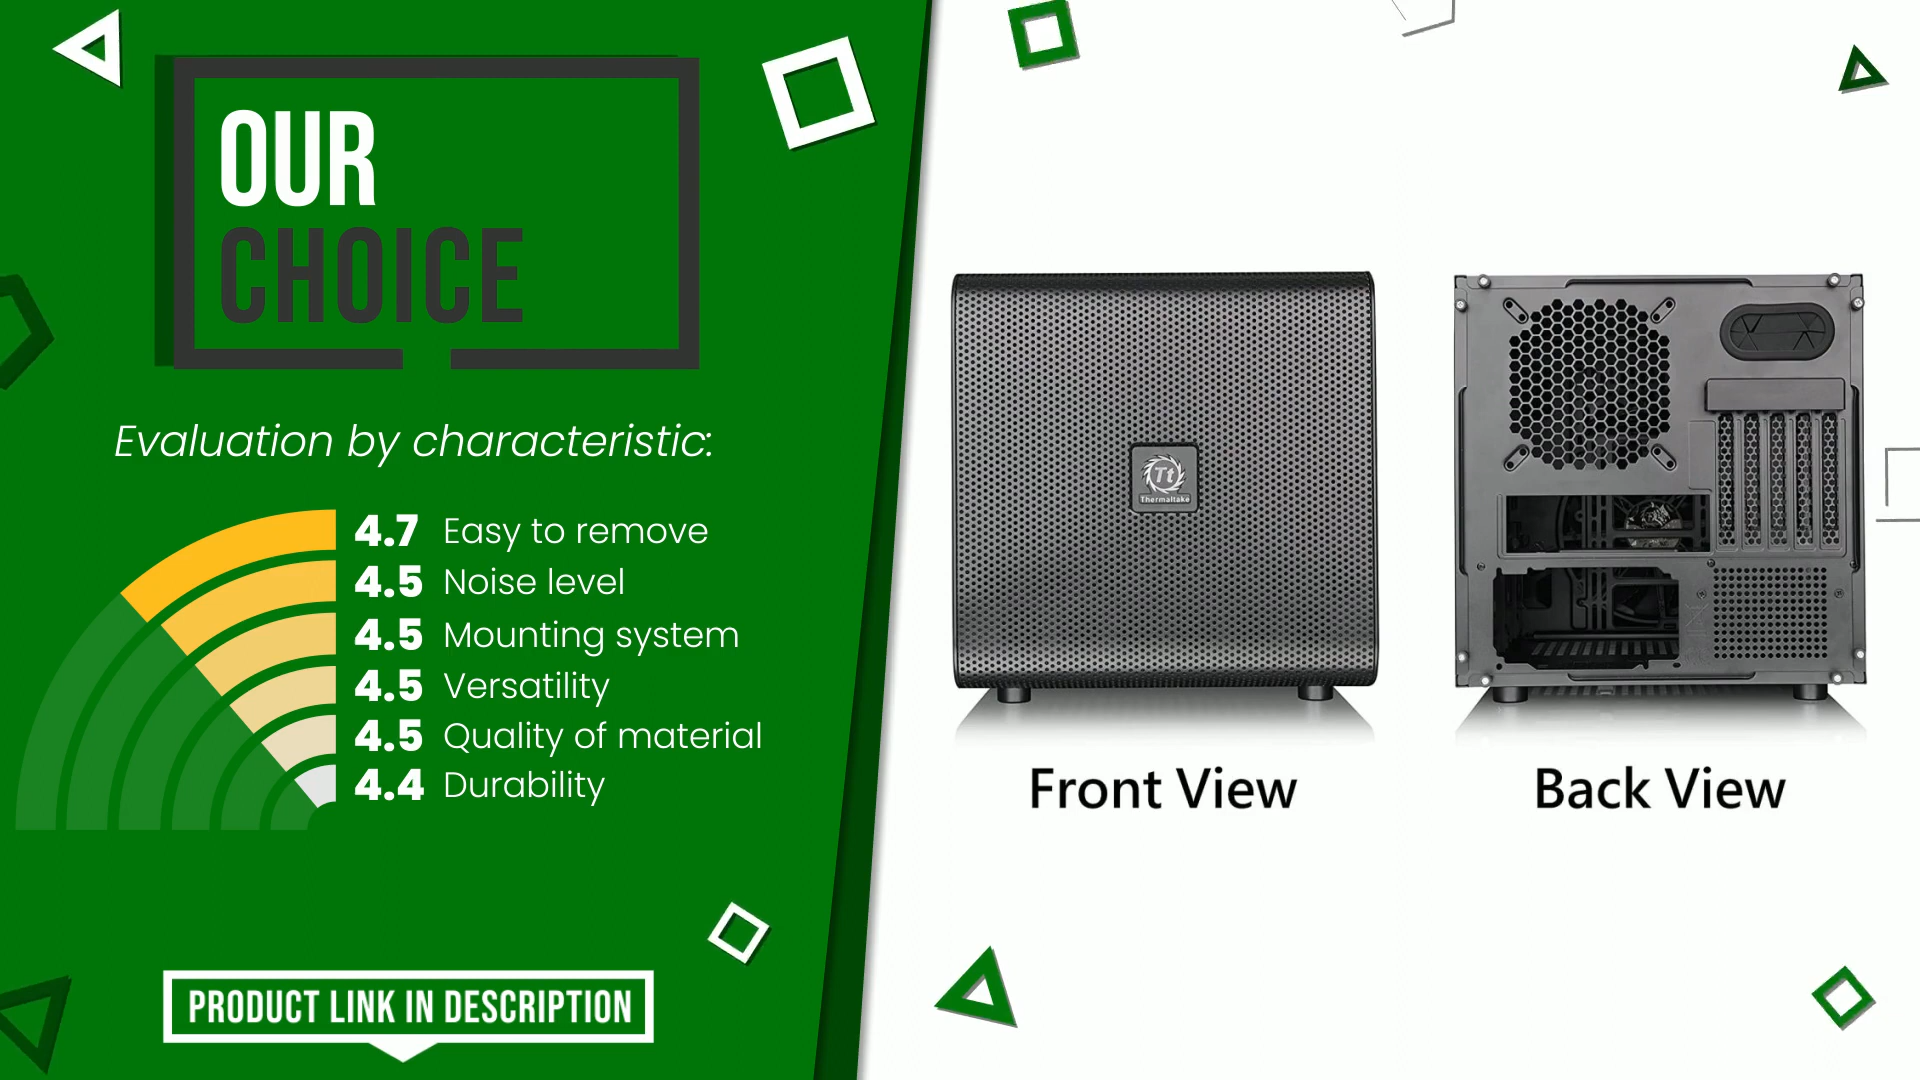 OUR
CHOICE
Evaluation by characteristic:
4.7 Easy to remove
4.5 Noise level
4.5 Mounting system
4.5 Versatility
4.5 Quality of material
4.4 Durability
PRODUCT LINK IN DESCRIPTION
Tt
Thermaltake
Front View
Back View